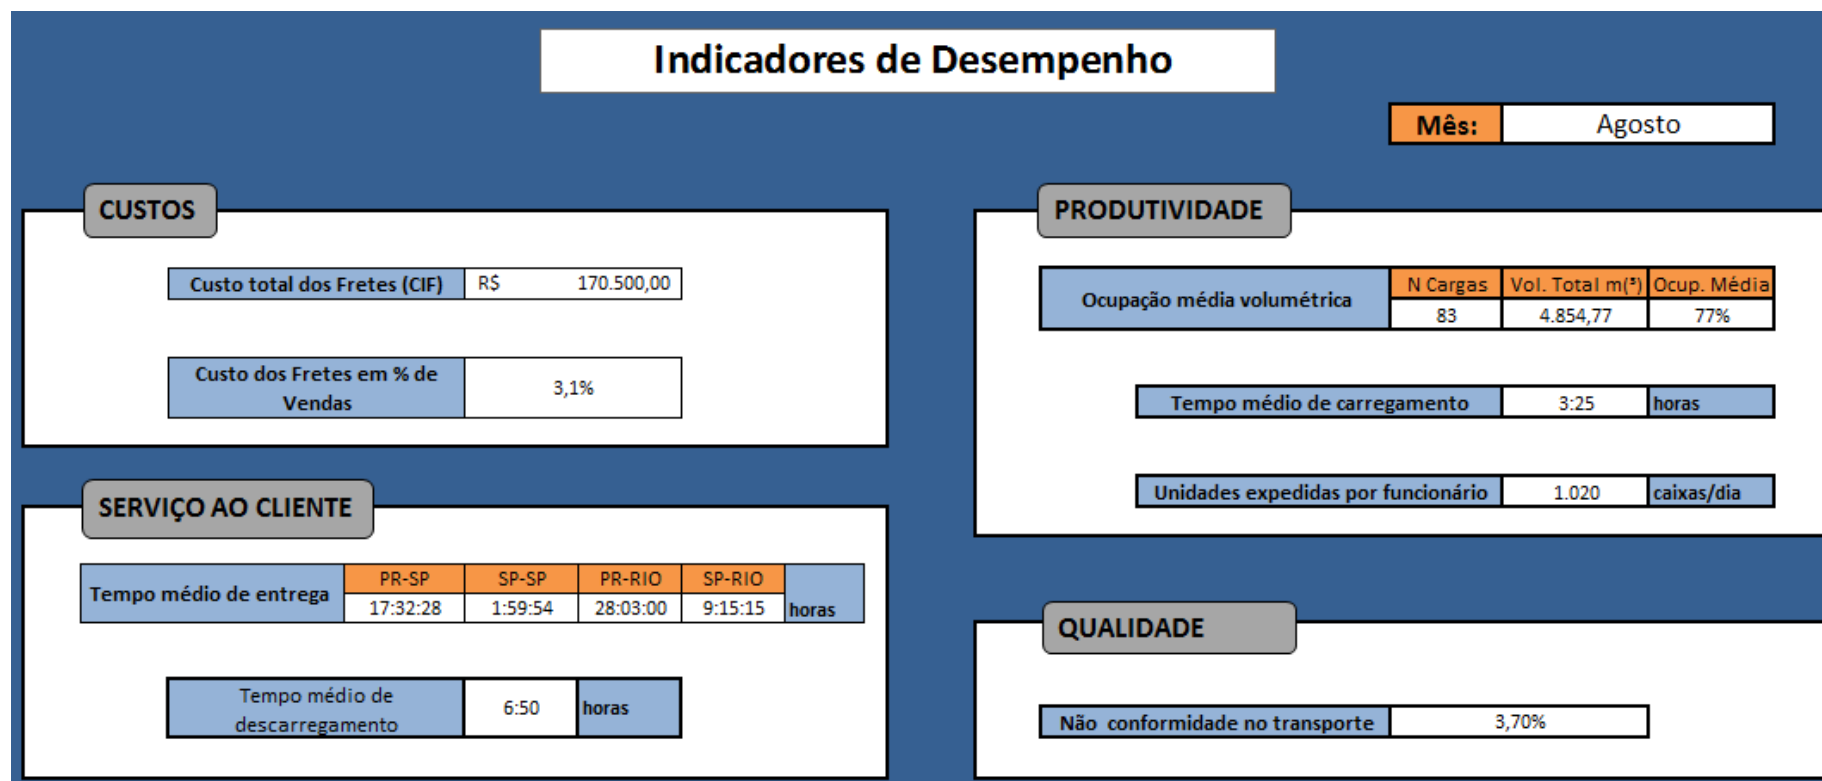 Indicadores de Desempenho
Mês: Agosto
CUSTOS
Custo total dos Fretes (CIF) R$ 170.500,00
Custo dos Fretes em % de
Vendas
3,1%
SERVIÇO AO CLIENTE
Tempo médio de entrega
PR-SP SP-SP PR-RIO SP-RIO
17:32:28 1:59:54 28:03:00 9:15:15 horas
Tempo médio de
descarregamento
6:50 horas
PRODUTIVIDADE
Ocupação média volumétrica
N Cargas Vol. Total m(³) Ocup. Média
83 4.854,77 77%
Tempo médio de carregamento 3:25 horas
Unidades expedidas por funcionário 1.020 caixas/dia
QUALIDADE
Não conformidade no transporte 3,70%